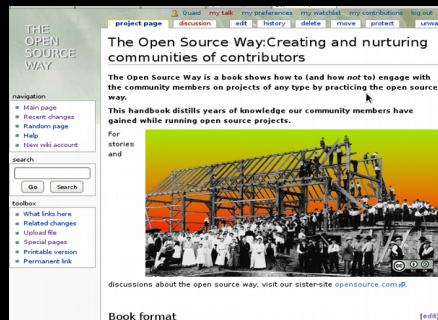 THE
OPEN
SOURCE
WAY
Quaid my talk my preferences my watchlist my contributions log out
project page discussion edit history delete move protect unwa
The Open Source Way:Creating and nurturing
communities of contributors
The Open Source Way is a book shows how to (and how not to) engage with
the community members on projects of any type by practicing the open source
way.
This handbook distills years of knowledge our community members have
gained while running open source projects.
For
stories
and
discussions about the open source way, visit our sister-site opensource.com.
Book format [edit]
navigation
Main page
Recent changes
Random page
Help
New wiki account
search
Go Search
toolbox
What links here
Related changes
Upload file
Special pages
Printable version
Permanent link